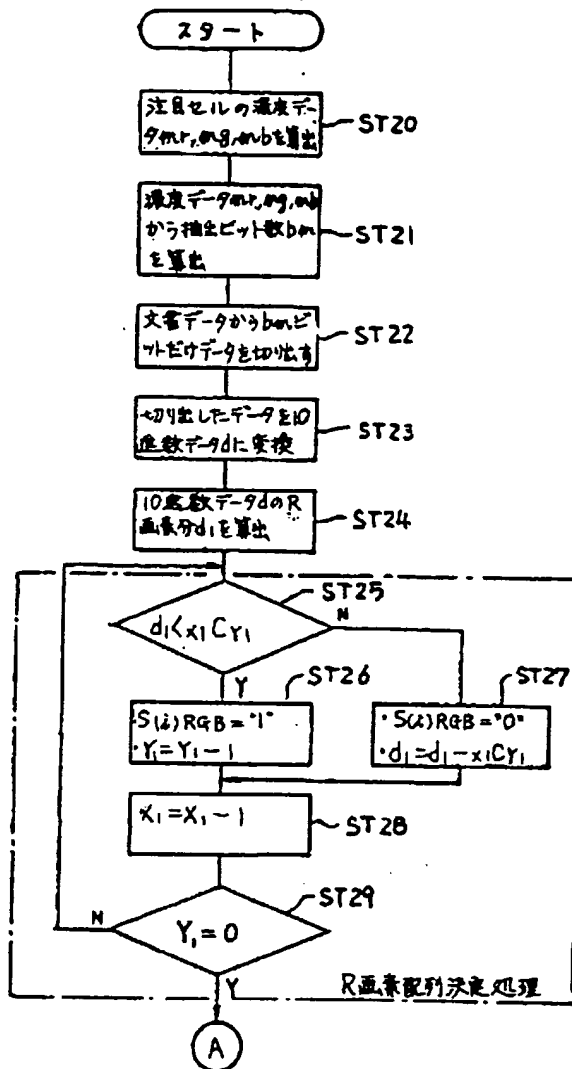 スタート
注目セルの濃度デー
タmr,mg,mbを算出
ST20
濃度データmr,mg,mb
から抽出ビット数bm
を算出
ST21
文書データからbmビ
ットだけデータを切り出す
ST22
切り出したデータを10
進数データdに変換
ST23
10進数データdのR
画素分d1を算出
ST24
ST25
d1<x1CY1
N
Y
ST26
・S(i)RGB="1"
・Y1=Y1-1
ST27
・S(i)RGB="0"
・d1=d1-x1CY1
x1=x1-1
ST28
ST29
N
Y1=0
Y
R画素配列決定処理
A